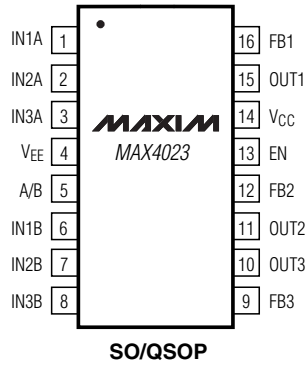 IN1A 1 16 FB1
IN2A 2 15 OUT1
IN3A 3 MAXIM 14 VCC
VEE 4 MAX4023 13 EN
A/B 5 12 FB2
IN1B 6 11 OUT2
IN2B 7 10 OUT3
IN3B 8 9 FB3
SO/QSOP